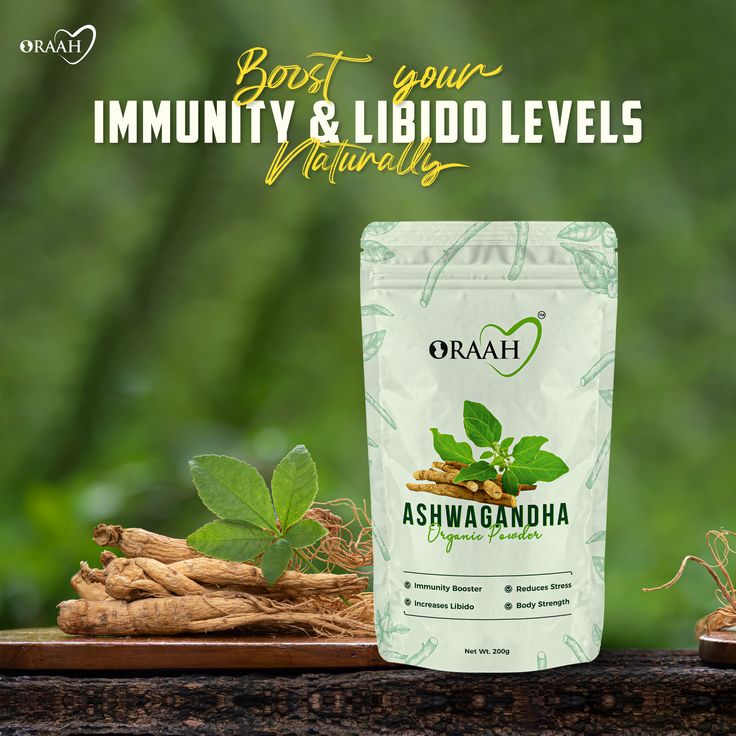 ORAAH
Boost your
IMMUNITY & LIBIDO LEVELS
Naturally
ORAAH™
ASHWAGANDHA
Organic Powder
Immunity Booster
Reduces Stress
Increases Libido
Body Strength
Net Wt. 200g